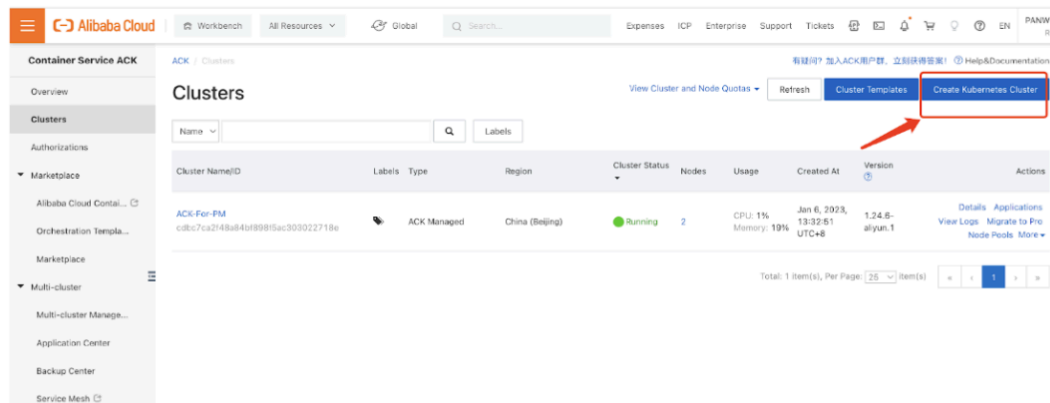 Alibaba Cloud
Workbench
All Resources
Global
Search...
Expenses ICP Enterprise Support Tickets EN PANW
R
Container Service ACK
Overview
Clusters
Authorizations
Marketplace
Alibaba Cloud Contai...
Orchestration Templa...
Marketplace
Multi-cluster
Multi-cluster Manage...
Application Center
Backup Center
Service Mesh
ACK / Clusters
有疑问? 加入ACK用户群, 立刻获得答案! Help&Documentation
Clusters
View Cluster and Node Quotas Refresh Cluster Templates Create Kubernetes Cluster
Name Labels
Cluster Name/ID Labels Type Region Cluster Status Nodes Usage Created At Version Actions
ACK-For-PM
ACK Managed
China (Beijing)
Running
2
CPU: 1%
Memory: 19%
Jan 6, 2023,
13:32:51
UTC+8
1.24.6-
aliyun.1
Details Applications
View Logs Migrate to Pro
Node Pools More
Total: 1 item(s), Per Page: 25 item(s) « ‹ 1 › »